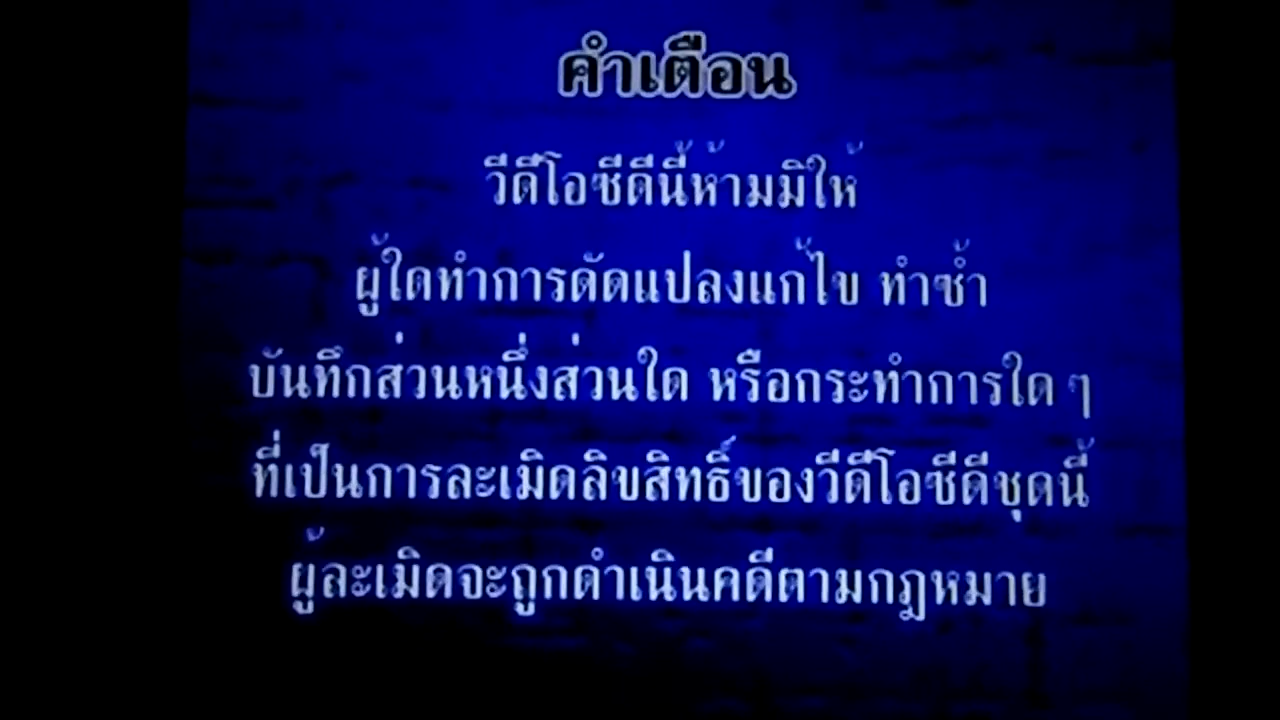 คำเตือน
วีดีโอซีดีนี้ห้ามมิให้
ผู้ใดทำการดัดแปลงแก้ไข ทำซ้ำ
บันทึกส่วนหนึ่งส่วนใด หรือกระทำการใด ๆ
ที่เป็นการละเมิดลิขสิทธิ์ของวีดีโอซีดีชุดนี้
ผู้ละเมิดจะถูกดำเนินคดีตามกฎหมาย